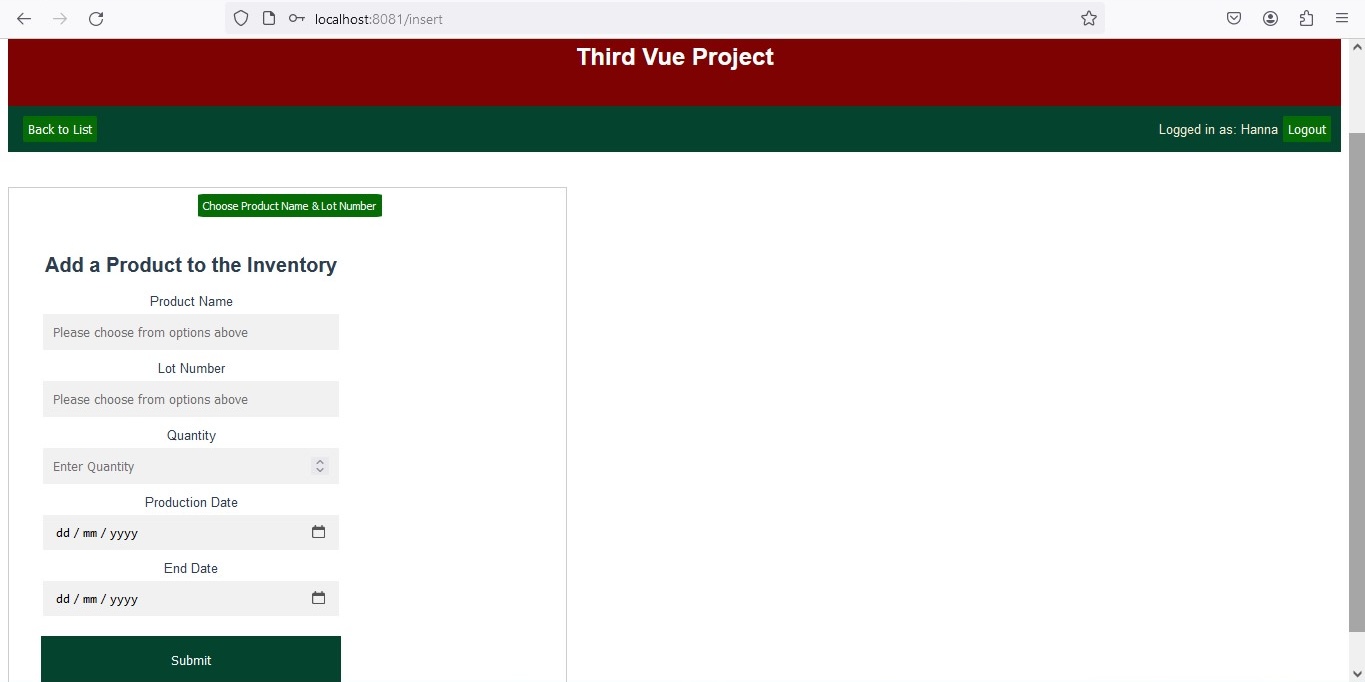 localhost:8081/insert
Third Vue Project
Back to List
Logged in as: Hanna Logout
Choose Product Name & Lot Number
Add a Product to the Inventory
Product Name
Please choose from options above
Lot Number
Please choose from options above
Quantity
Enter Quantity
Production Date
dd / mm / yyyy
End Date
dd / mm / yyyy
Submit